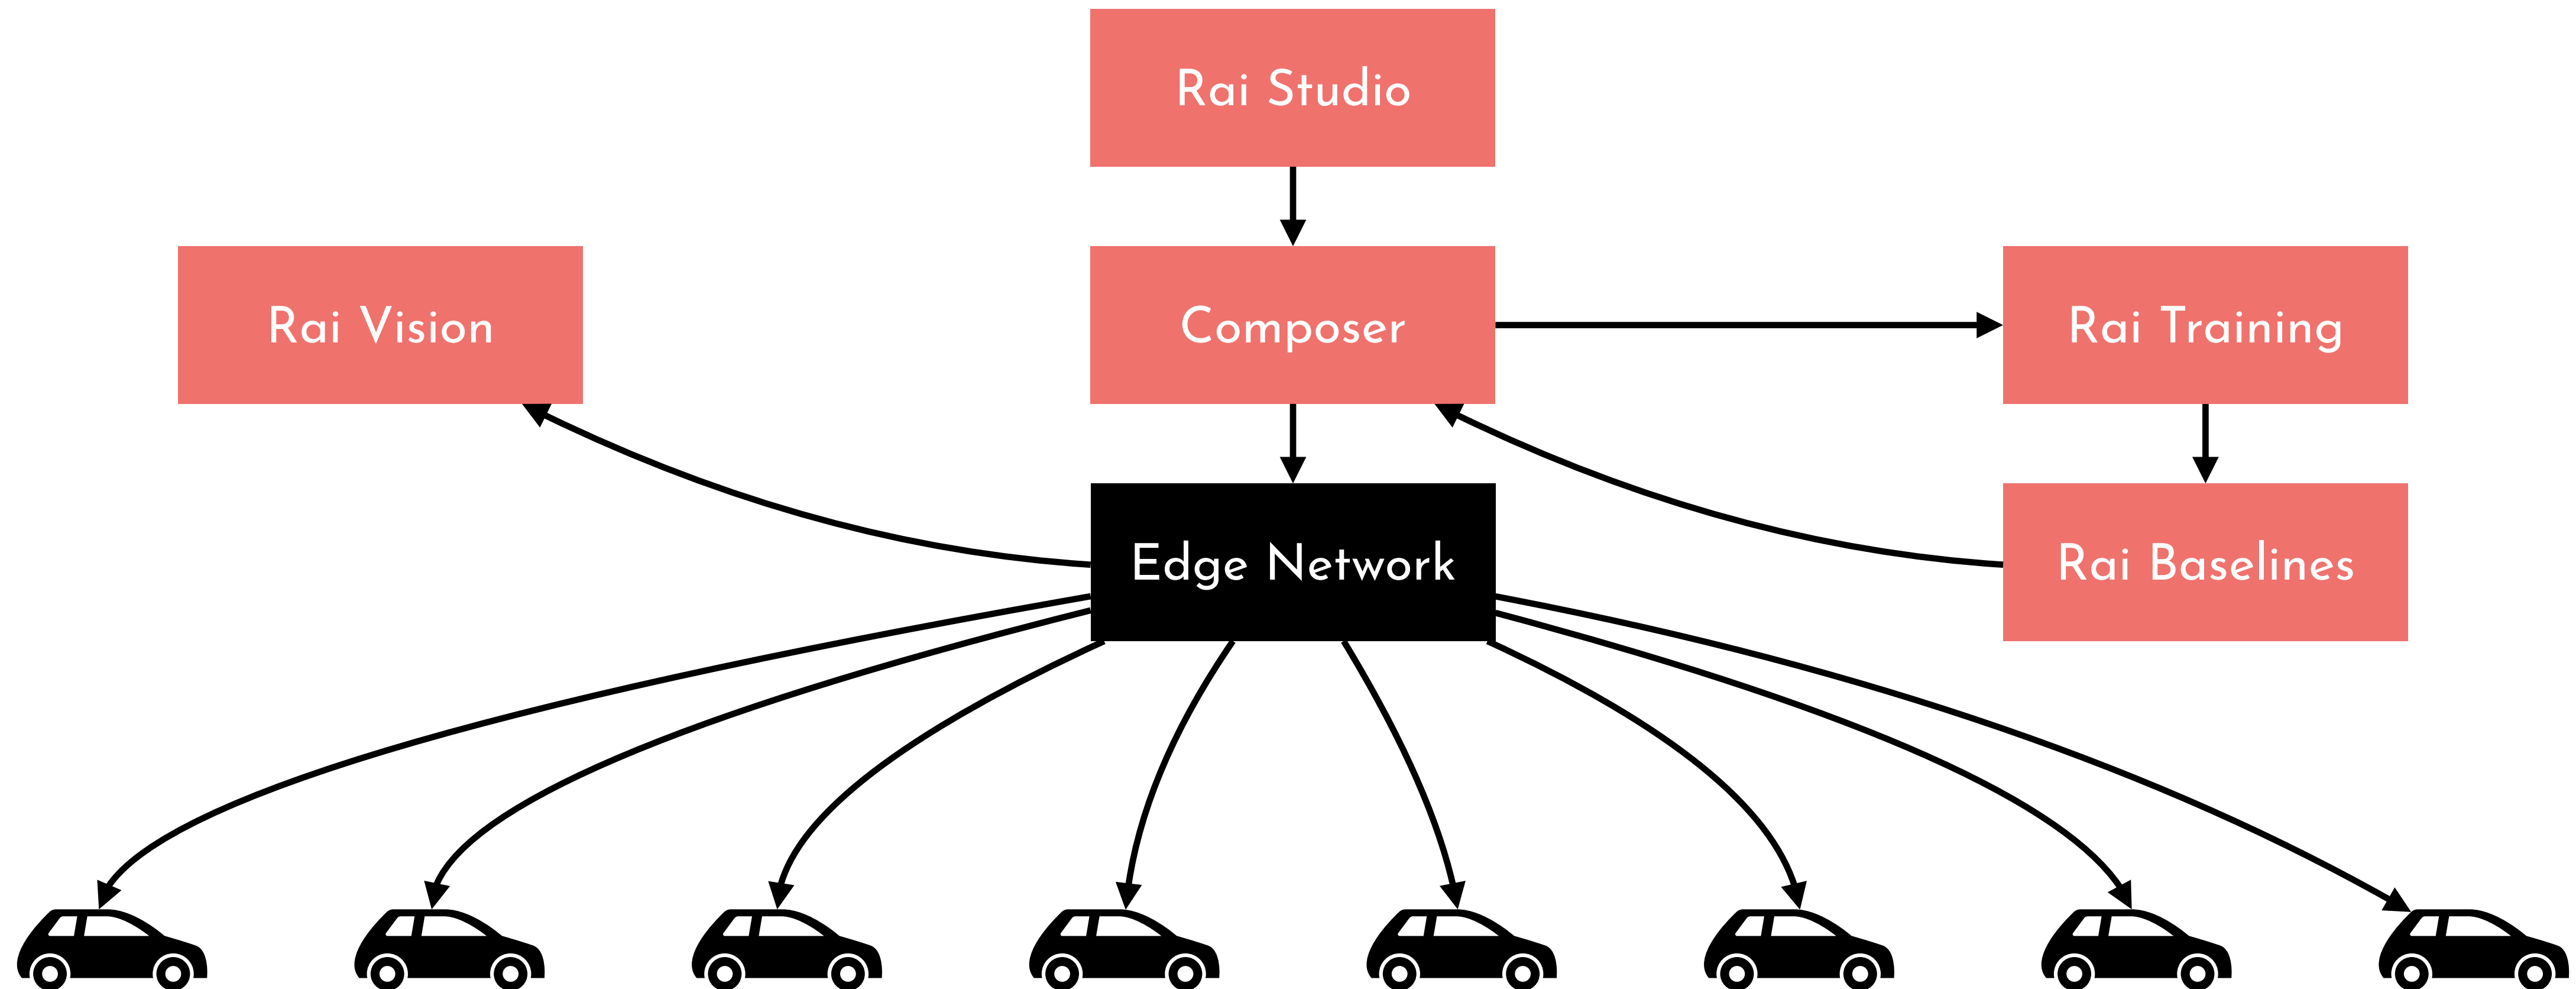 Rai Studio
Rai Vision
Composer
Rai Training
Edge Network
Rai Baselines